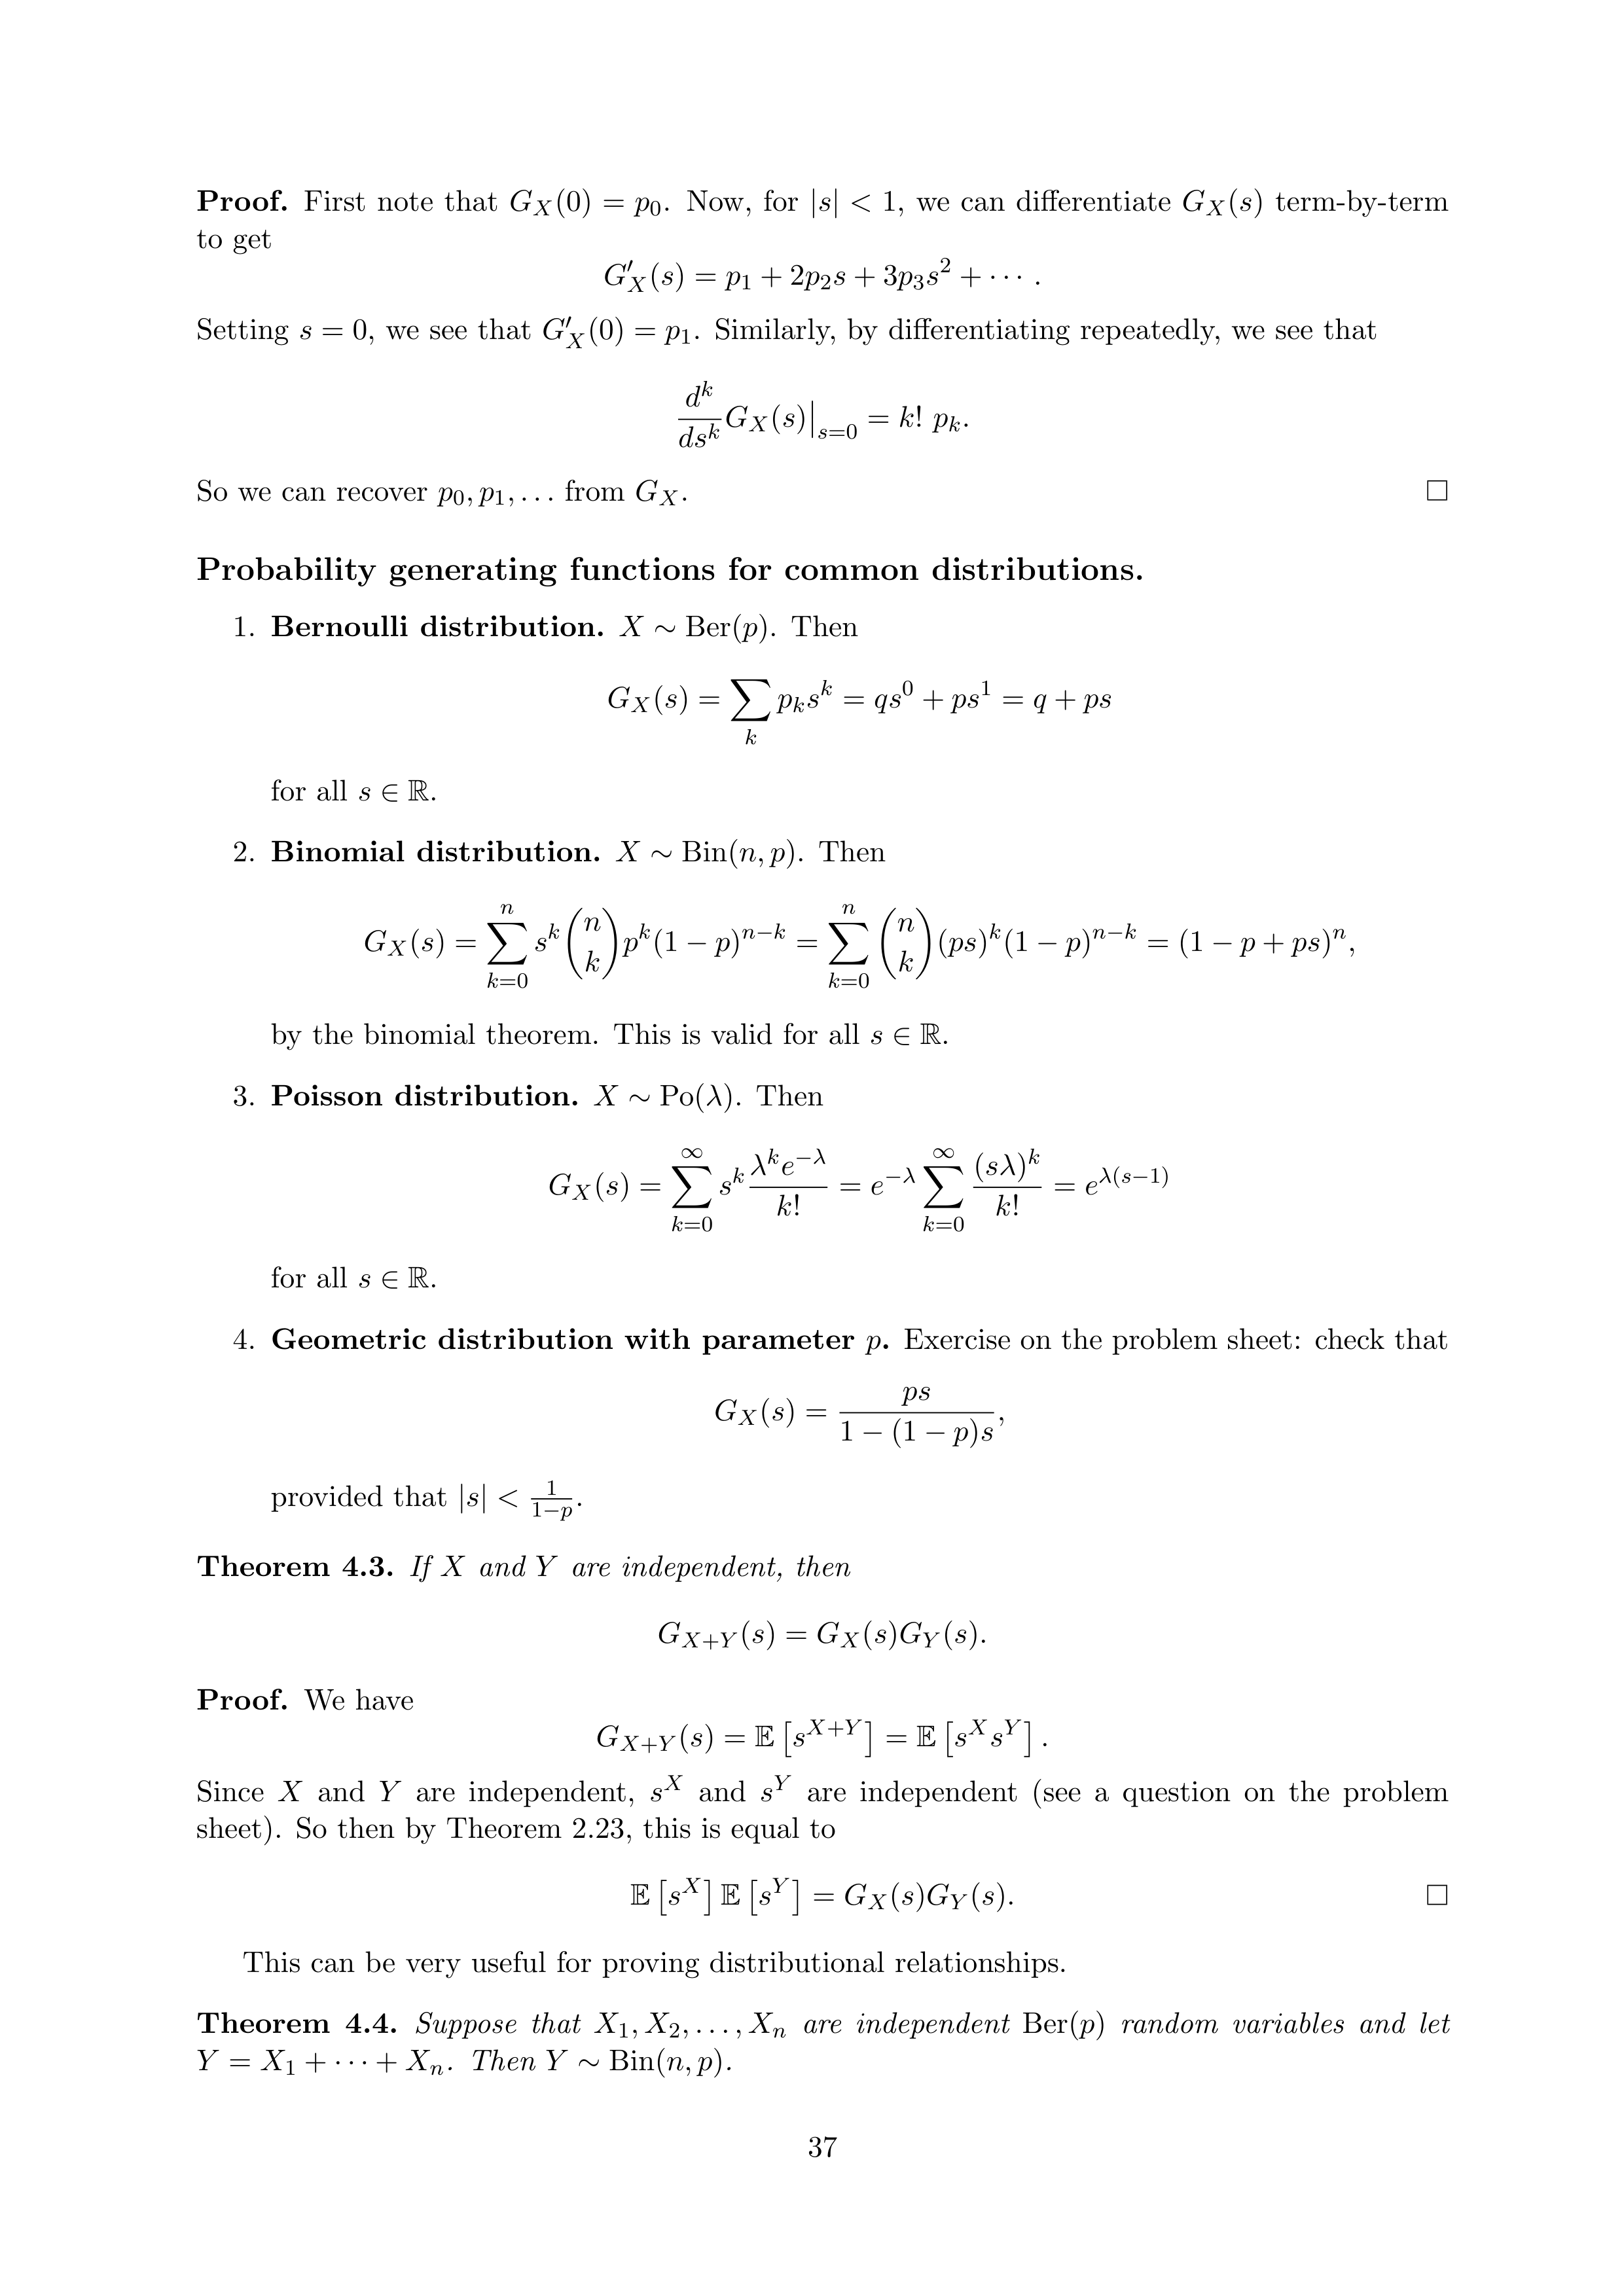 Proof. First note that $G_X(0) = p_0$. Now, for $|s| < 1$, we can differentiate $G_X(s)$ term-by-term
to get
$G'_X(s) = p_1 + 2p_2s + 3p_3s^2 + \cdots .$
Setting $s = 0$, we see that $G'_X(0) = p_1$. Similarly, by differentiating repeatedly, we see that
$\frac{d^k}{ds^k}G_X(s)\big|_{s=0} = k!\ p_k.$
So we can recover $p_0, p_1, \ldots$ from $G_X$. □
Probability generating functions for common distributions.
1. Bernoulli distribution. $X \sim \mathrm{Ber}(p)$. Then
$G_X(s) = \sum_k p_ks^k = qs^0 + ps^1 = q + ps$
for all $s \in \mathbb{R}$.
2. Binomial distribution. $X \sim \mathrm{Bin}(n, p)$. Then
$G_X(s) = \sum_{k=0}^{n} s^k \binom{n}{k} p^k(1-p)^{n-k} = \sum_{k=0}^{n} \binom{n}{k} (ps)^k(1-p)^{n-k} = (1-p+ps)^n,$
by the binomial theorem. This is valid for all $s \in \mathbb{R}$.
3. Poisson distribution. $X \sim \mathrm{Po}(\lambda)$. Then
$G_X(s) = \sum_{k=0}^{\infty} s^k \frac{\lambda^k e^{-\lambda}}{k!} = e^{-\lambda} \sum_{k=0}^{\infty} \frac{(s\lambda)^k}{k!} = e^{\lambda(s-1)}$
for all $s \in \mathbb{R}$.
4. Geometric distribution with parameter $p$. Exercise on the problem sheet: check that
$G_X(s) = \frac{ps}{1-(1-p)s},$
provided that $|s| < \frac{1}{1-p}$.
Theorem 4.3. If $X$ and $Y$ are independent, then
$G_{X+Y}(s) = G_X(s)G_Y(s).$
Proof. We have
$G_{X+Y}(s) = \mathbb{E}\left[s^{X+Y}\right] = \mathbb{E}\left[s^Xs^Y\right].$
Since $X$ and $Y$ are independent, $s^X$ and $s^Y$ are independent (see a question on the problem
sheet). So then by Theorem 2.23, this is equal to
$\mathbb{E}\left[s^X\right]\mathbb{E}\left[s^Y\right] = G_X(s)G_Y(s).$ □
This can be very useful for proving distributional relationships.
Theorem 4.4. Suppose that $X_1, X_2, \ldots, X_n$ are independent $\mathrm{Ber}(p)$ random variables and let
$Y = X_1 + \cdots + X_n$. Then $Y \sim \mathrm{Bin}(n, p)$.
37